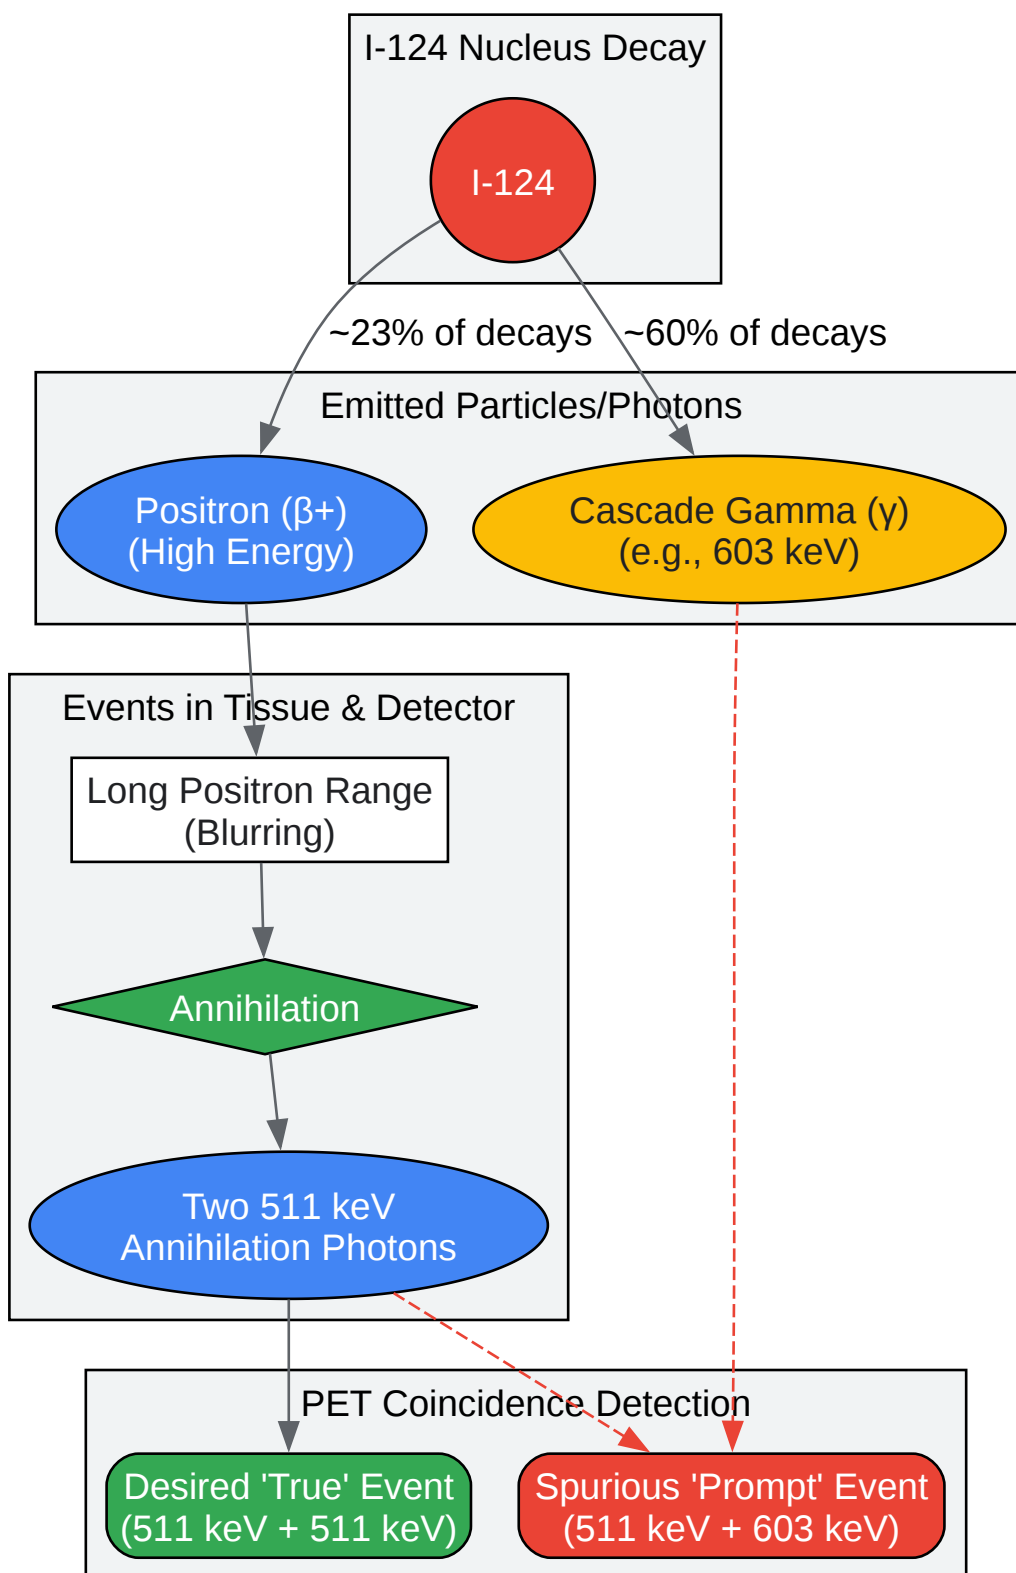 I-124 Nucleus Decay
I-124
~23% of decays
~60% of decays
Emitted Particles/Photons
Positron (β+)
(High Energy)
Cascade Gamma (γ)
(e.g., 603 keV)
Events in Tissue & Detector
Long Positron Range
(Blurring)
Annihilation
Two 511 keV
Annihilation Photons
PET Coincidence Detection
Desired 'True' Event
(511 keV + 511 keV)
Spurious 'Prompt' Event
(511 keV + 603 keV)